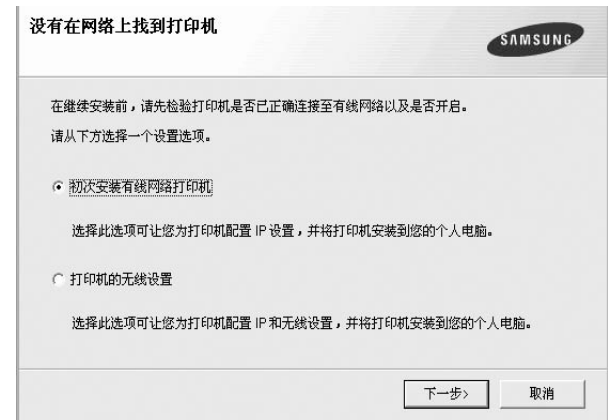 没有在网络上找到打印机
SAMSUNG
在继续安装前，请先检验打印机是否已正确连接至有线网络以及是否开启。
请从下方选择一个设置选项。
初次安装有线网络打印机
选择此选项可让您为打印机配置 IP 设置，并将打印机安装到您的个人电脑。
打印机的无线设置
选择此选项可让您为打印机配置 IP 和无线设置，并将打印机安装到您的个人电脑。
下一步> 取消